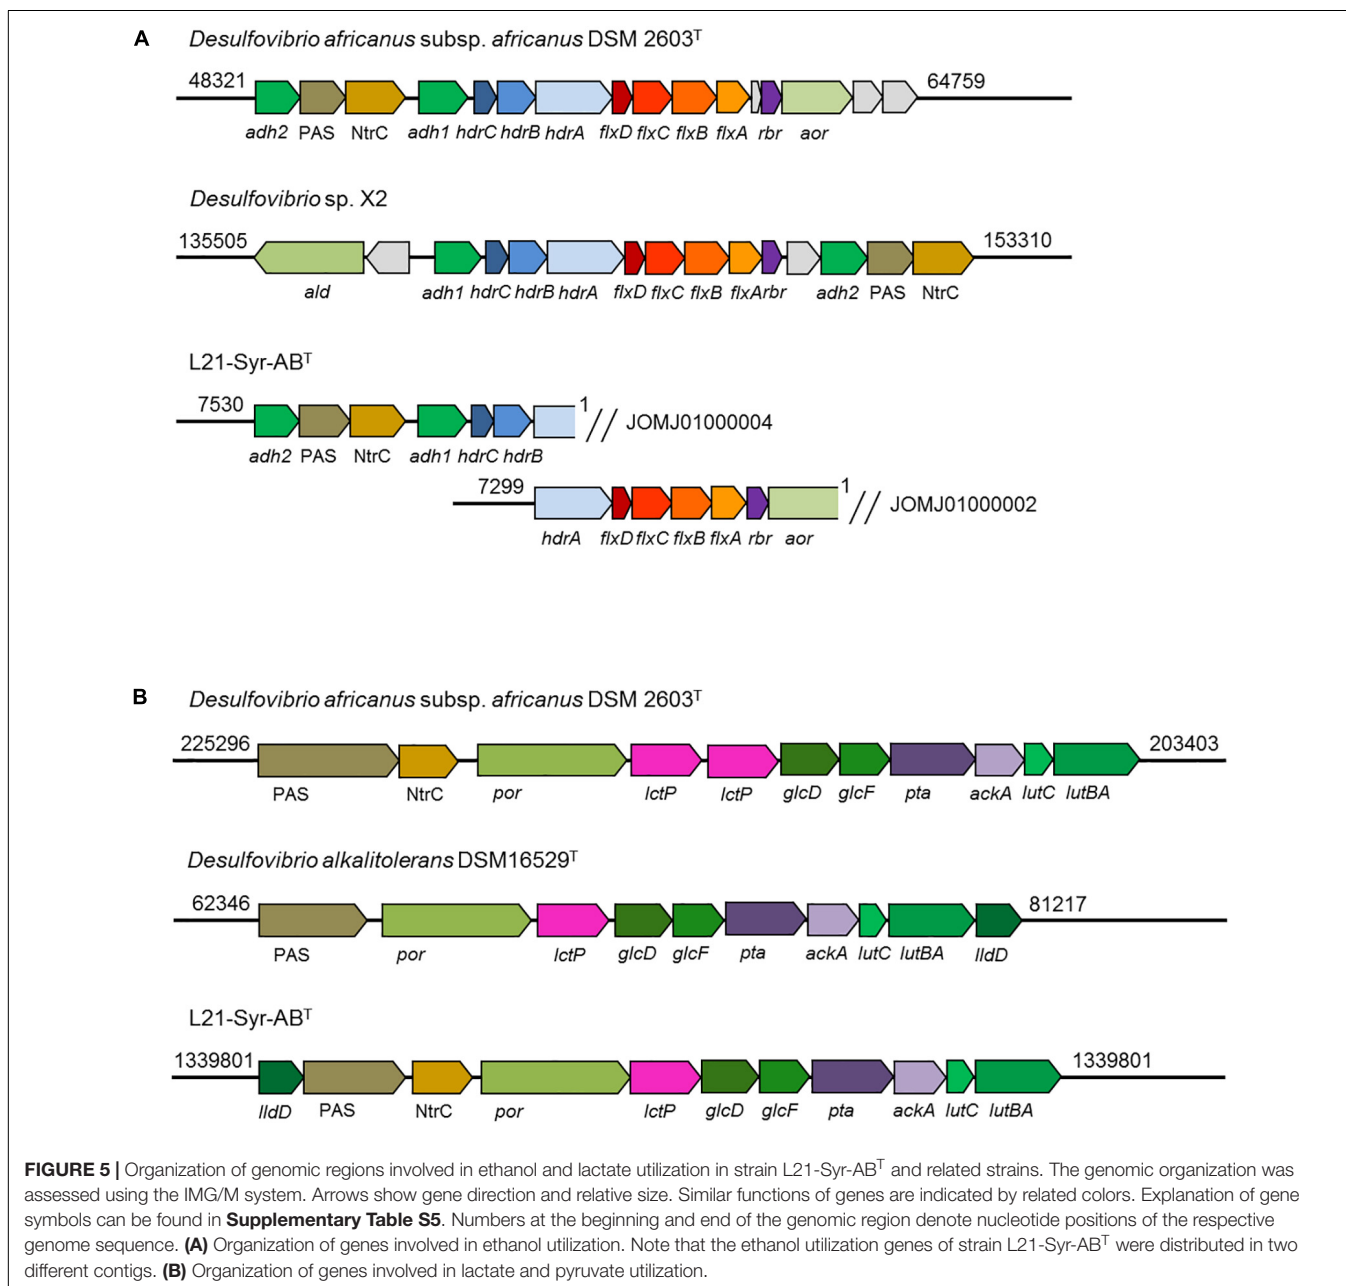 A Desulfovibrio africanus subsp. africanus DSM 2603ᵀ
48321 64759
adh2 PAS NtrC adh1 hdrC hdrB hdrA flxD flxC flxB flxA rbr aor
Desulfovibrio sp. X2
135505 153310
ald adh1 hdrC hdrB hdrA flxD flxC flxB flxA rbr adh2 PAS NtrC
L21-Syr-ABᵀ
7530 1 // JOMJ01000004
adh2 PAS NtrC adh1 hdrC hdrB
7299 1 // JOMJ01000002
hdrA flxD flxC flxB flxA rbr aor
B Desulfovibrio africanus subsp. africanus DSM 2603ᵀ
225296 203403
PAS NtrC por lctP lctP glcD glcF pta ackA lutC lutBA
Desulfovibrio alkalitolerans DSM16529ᵀ
62346 81217
PAS por lctP glcD glcF pta ackA lutC lutBA lldD
L21-Syr-ABᵀ
1339801 1339801
lldD PAS NtrC por lctP glcD glcF pta ackA lutC lutBA
FIGURE 5 | Organization of genomic regions involved in ethanol and lactate utilization in strain L21-Syr-ABᵀ and related strains. The genomic organization was
assessed using the IMG/M system. Arrows show gene direction and relative size. Similar functions of genes are indicated by related colors. Explanation of gene
symbols can be found in Supplementary Table S5. Numbers at the beginning and end of the genomic region denote nucleotide positions of the respective
genome sequence. (A) Organization of genes involved in ethanol utilization. Note that the ethanol utilization genes of strain L21-Syr-ABᵀ were distributed in two
different contigs. (B) Organization of genes involved in lactate and pyruvate utilization.